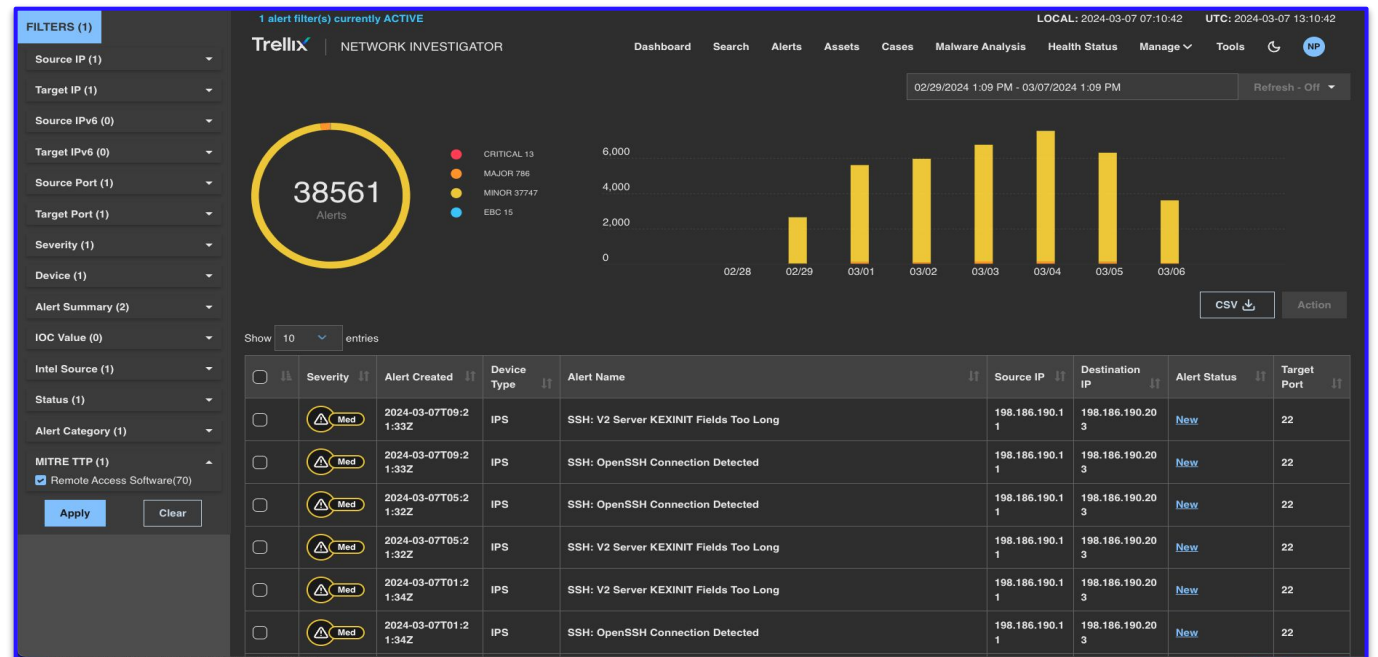 FILTERS (1)
1 alert filter(s) currently ACTIVE
LOCAL: 2024-03-07 07:10:42 UTC: 2024-03-07 13:10:42
Trellix | NETWORK INVESTIGATOR
Dashboard Search Alerts Assets Cases Malware Analysis Health Status Manage Tools NP
Source IP (1)
Target IP (1)
Source IPv6 (0)
Target IPv6 (0)
Source Port (1)
Target Port (1)
Severity (1)
Device (1)
Alert Summary (2)
IOC Value (0)
Intel Source (1)
Status (1)
Alert Category (1)
MITRE TTP (1)
Remote Access Software(70)
Apply Clear
02/29/2024 1:09 PM - 03/07/2024 1:09 PM
Refresh - Off
38561
Alerts
CRITICAL 13
MAJOR 786
MINOR 37747
EBC 15
6,000
4,000
2,000
0
02/28 02/29 03/01 03/02 03/03 03/04 03/05 03/06
CSV Action
Show 10 entries
Severity Alert Created Device Type Alert Name Source IP Destination IP Alert Status Target Port
Med 2024-03-07T09:21:33Z IPS SSH: V2 Server KEXINIT Fields Too Long 198.186.190.11 198.186.190.203 New 22
Med 2024-03-07T09:21:33Z IPS SSH: OpenSSH Connection Detected 198.186.190.11 198.186.190.203 New 22
Med 2024-03-07T05:21:32Z IPS SSH: OpenSSH Connection Detected 198.186.190.11 198.186.190.203 New 22
Med 2024-03-07T05:21:32Z IPS SSH: V2 Server KEXINIT Fields Too Long 198.186.190.11 198.186.190.203 New 22
Med 2024-03-07T01:21:34Z IPS SSH: V2 Server KEXINIT Fields Too Long 198.186.190.11 198.186.190.203 New 22
Med 2024-03-07T01:21:34Z IPS SSH: OpenSSH Connection Detected 198.186.190.11 198.186.190.203 New 22